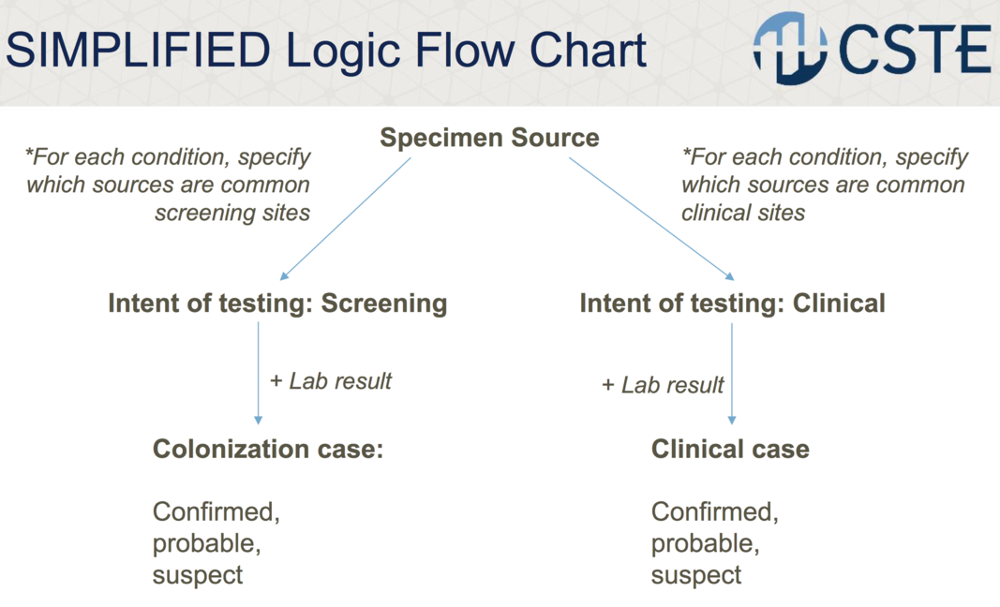 SIMPLIFIED Logic Flow Chart
CSTE
Specimen Source
*For each condition, specify
which sources are common
screening sites
*For each condition, specify
which sources are common
clinical sites
Intent of testing: Screening
Intent of testing: Clinical
+ Lab result
+ Lab result
Colonization case:
Clinical case
Confirmed,
probable,
suspect
Confirmed,
probable,
suspect